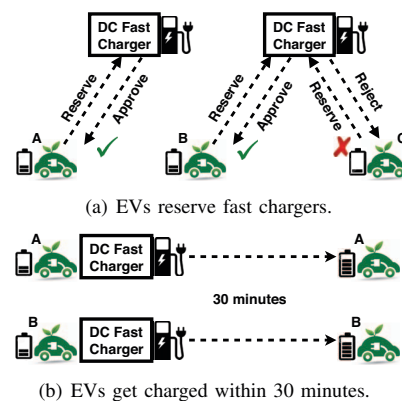 DC Fast
Charger
DC Fast
Charger
Reserve
Approve
Reserve
Approve
Reserve
Reject
A
B
C
(a) EVs reserve fast chargers.
A
DC Fast
Charger
A
30 minutes
B
DC Fast
Charger
B
(b) EVs get charged within 30 minutes.